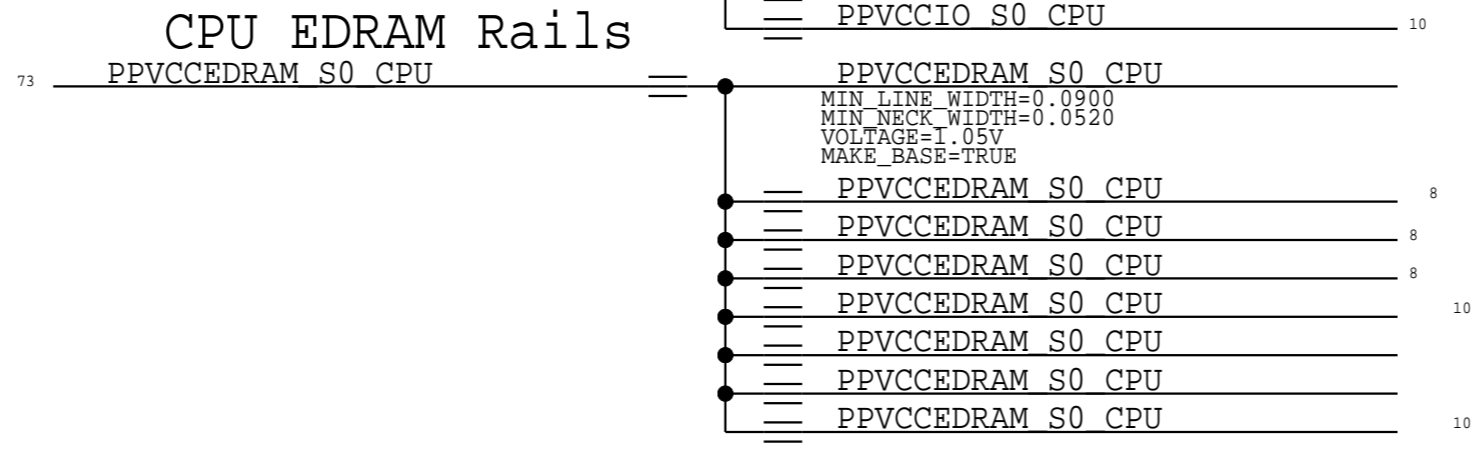 PPVCCIO_S0_CPU 10
CPU EDRAM Rails
73 PPVCCEDRAM_S0_CPU PPVCCEDRAM_S0_CPU
MIN_LINE_WIDTH=0.0900
MIN_NECK_WIDTH=0.0520
VOLTAGE=1.05V
MAKE_BASE=TRUE
PPVCCEDRAM_S0_CPU 8
PPVCCEDRAM_S0_CPU 8
PPVCCEDRAM_S0_CPU 8
PPVCCEDRAM_S0_CPU 10
PPVCCEDRAM_S0_CPU
PPVCCEDRAM_S0_CPU
PPVCCEDRAM_S0_CPU 10